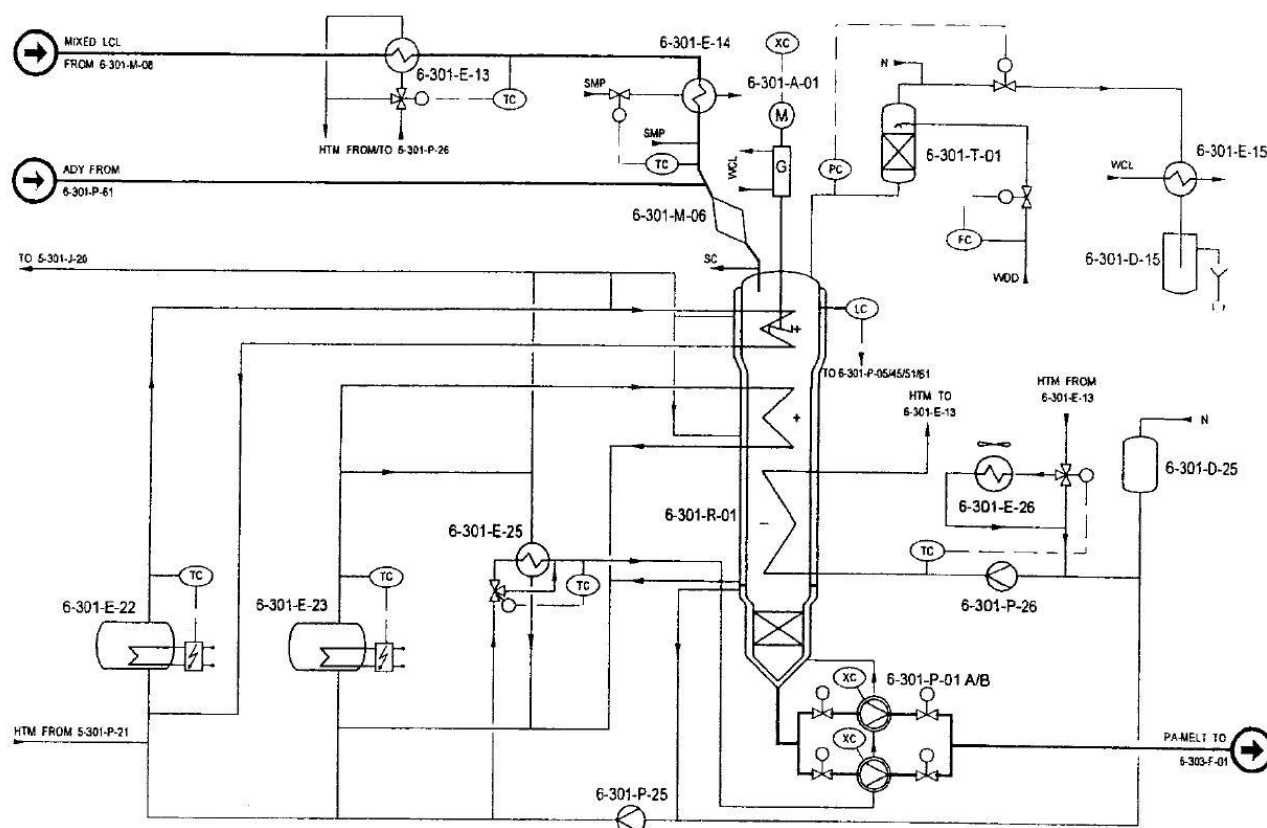 MIXED LCL
FROM 6-301-M-08
6-301-E-13
TC
HTM FROM/TO 6-301-P-26
6-301-E-14
SMP
SMP
TC
XC
6-301-A-01
M
G
WCL
PC
N
6-301-T-01
FC
WDD
WCL
6-301-E-15
6-301-D-15
ADY FROM
6-301-P-61
6-301-M-06
SC
TO 5-301-J-20
LC
TO 6-301-P-05/45/51/61
HTM TO
6-301-E-13
HTM FROM
6-301-E-13
N
6-301-D-25
6-301-E-26
6-301-R-01
TC
6-301-P-26
6-301-E-25
TC
TC
6-301-E-22
TC
6-301-E-23
6-301-P-01 A/B
XC
XC
HTM FROM 5-301-P-21
PA-MELT TO
6-303-F-01
6-301-P-25